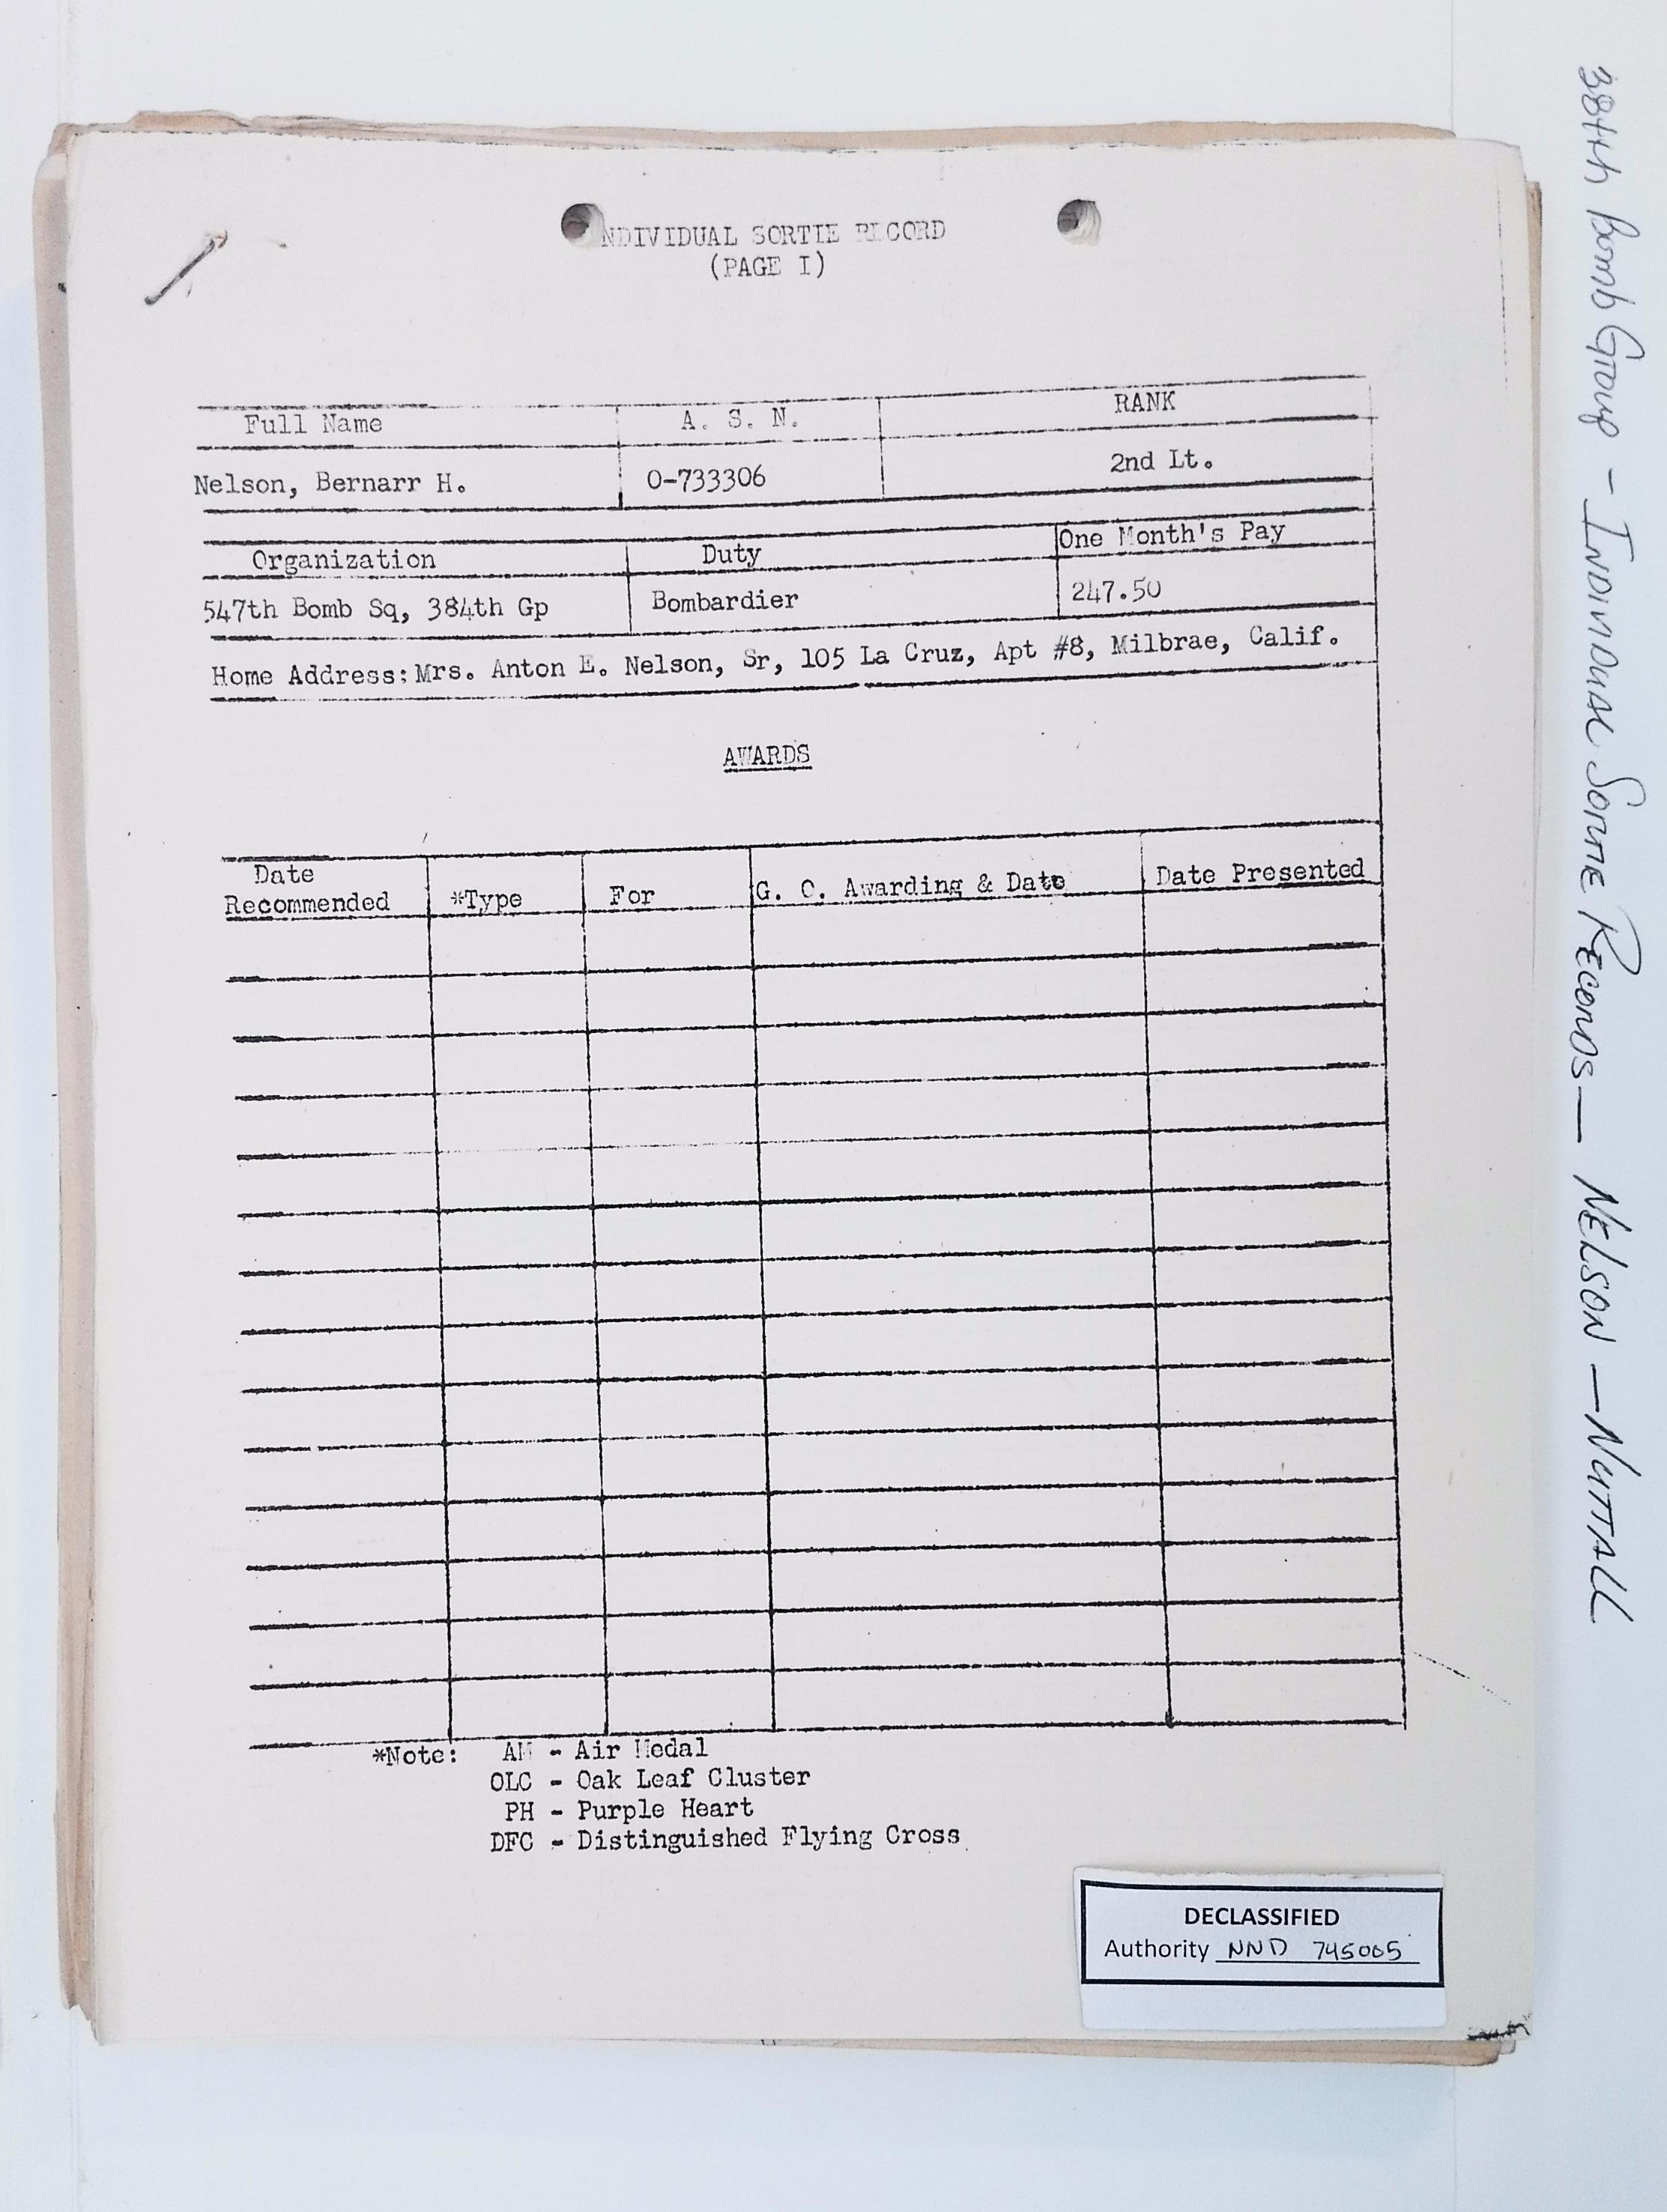 INDIVIDUAL SORTIE RECORD
(PAGE I)
Full Name A. S. N. RANK
Nelson, Bernarr H. O-733306 2nd Lt.
Organization Duty One Month's Pay
547th Bomb Sq, 384th Gp Bombardier 247.50
Home Address: Mrs. Anton E. Nelson, Sr, 105 La Cruz, Apt #8, Milbrae, Calif.
AWARDS
Date
Recommended *Type For G. O. Awarding & Date Date Presented
*Note: AM - Air Medal
OLC - Oak Leaf Cluster
PH - Purple Heart
DFC - Distinguished Flying Cross
DECLASSIFIED
Authority NND 745005
384th Bomb Group - INDIVIDUAL SORTIE RECORDS — NELSON — NUTTALL